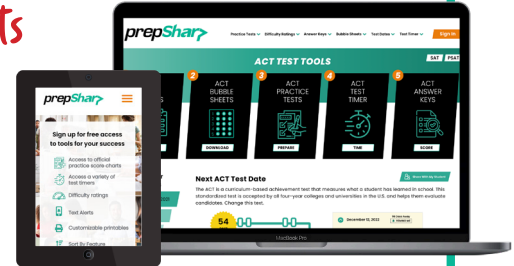 ts
prepSharp
Practice Tests
Difficulty Ratings
Answer Keys
Bubble Sheets
Test Dates
Test Timer
Sign In
ACT TEST TOOLS
SAT
PSAT
S
2
ACT
BUBBLE
SHEETS
DOWNLOAD
3
ACT
PRACTICE
TESTS
PREPARE
4
ACT
TEST
TIMER
TIME
5
ACT
ANSWER
KEYS
SCORE
Next ACT Test Date
The ACT is a curriculum-based achievement test that measures what a student has learned in school. This
standardized test is accepted by all four-year colleges and universities in the U.S. and helps them evaluate
candidates. Change this text.
54
December 10, 2022
MacBook Pro
prepSharp
Sign up for free access
to tools for your success
Access to official
practice score charts
Access a variety of
test timers
Difficulty ratings
Text Alerts
Customizable printables
Sort By Feature